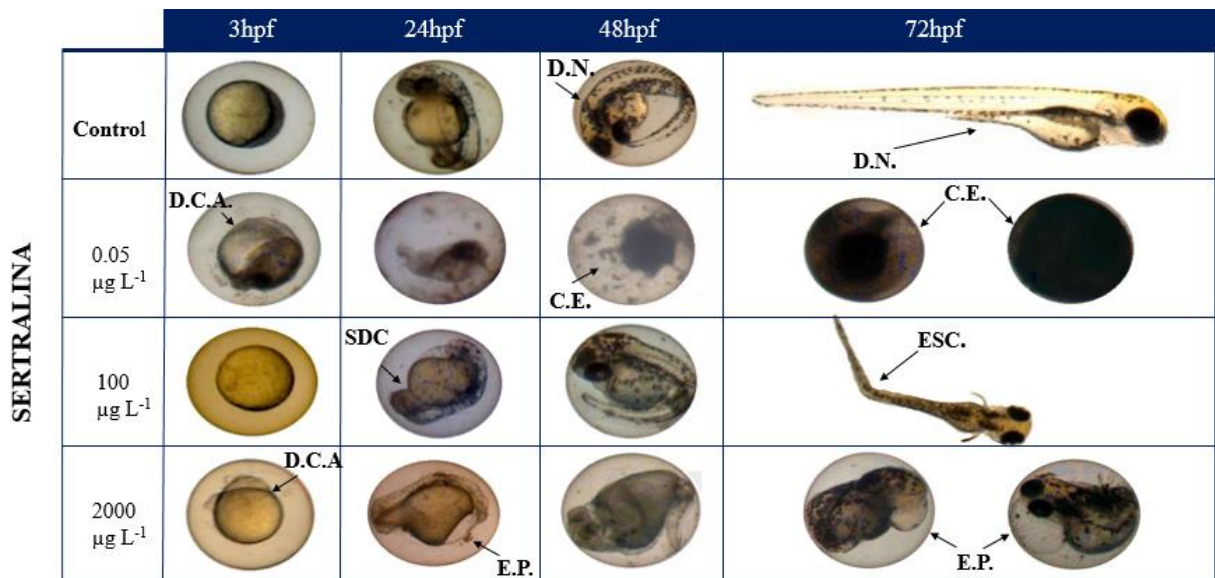 3hpf 24hpf 48hpf 72hpf
SERTRALINA
Control
D.N.
D.N.
0.05
µg L-1
D.C.A.
C.E.
C.E.
100
µg L-1
SDC
ESC.
2000
µg L-1
D.C.A
E.P.
E.P.